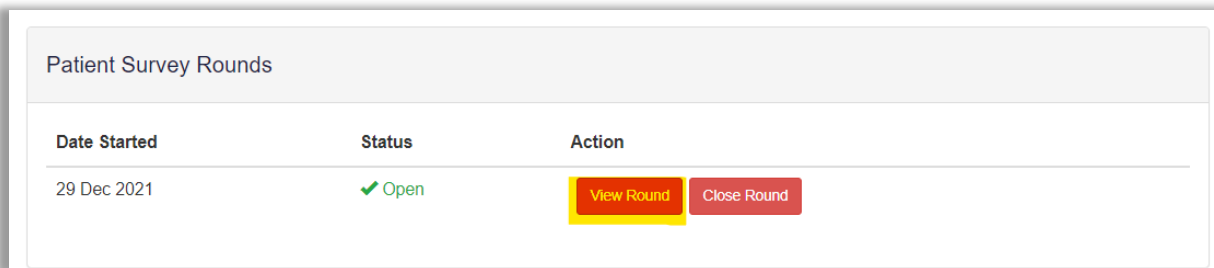 Patient Survey Rounds
Date Started Status Action
29 Dec 2021 Open View Round Close Round